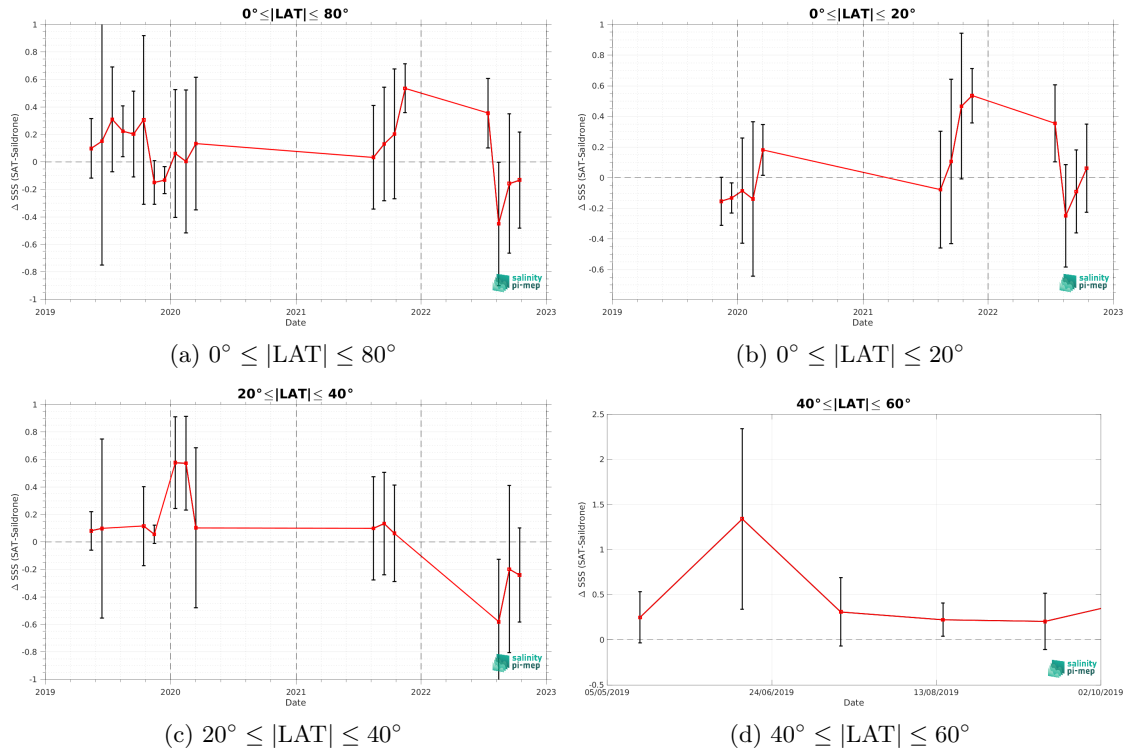 0°≤|LAT|≤ 80°
1
0.8
0.6
0.4
0.2
0
-0.2
-0.4
-0.6
-0.8
-1
Δ SSS (SAT-Saildrone)
2019
2020
2021
2022
2023
Date
salinity
pi-mep
(a) 0° ≤ |LAT| ≤ 80°
0°≤|LAT|≤ 20°
1
0.8
0.6
0.4
0.2
0
-0.2
-0.4
-0.6
Δ SSS (SAT-Saildrone)
2019
2020
2021
2022
2023
Date
salinity
pi-mep
(b) 0° ≤ |LAT| ≤ 20°
20°≤|LAT|≤ 40°
1
0.8
0.6
0.4
0.2
0
-0.2
-0.4
-0.6
-0.8
-1
Δ SSS (SAT-Saildrone)
2019
2020
2021
2022
2023
Date
salinity
pi-mep
(c) 20° ≤ |LAT| ≤ 40°
40°≤|LAT|≤ 60°
2.5
2
1.5
1
0.5
0
-0.5
Δ SSS (SAT-Saildrone)
05/05/2019
24/06/2019
13/08/2019
02/10/2019
Date
salinity
pi-mep
(d) 40° ≤ |LAT| ≤ 60°